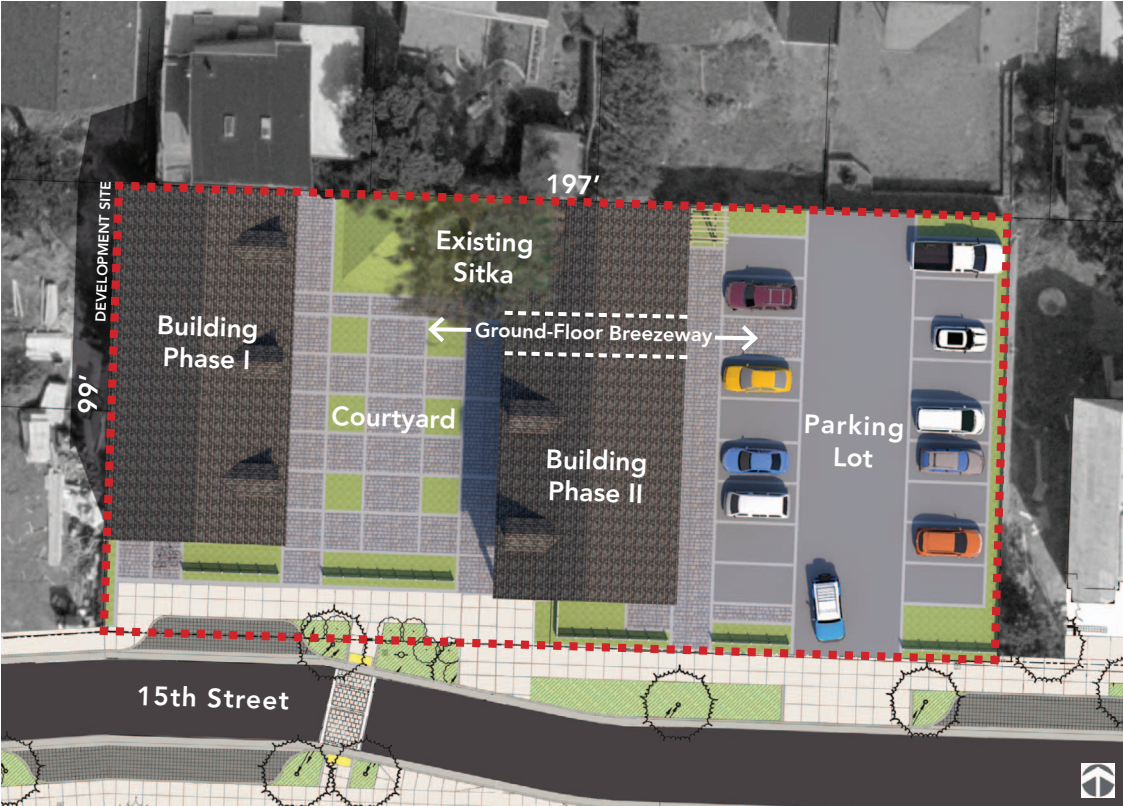 197’
DEVELOPMENT SITE
99’
Existing
Sitka
Building
Phase I
Ground-Floor Breezeway
Courtyard
Parking
Lot
Building
Phase II
15th Street